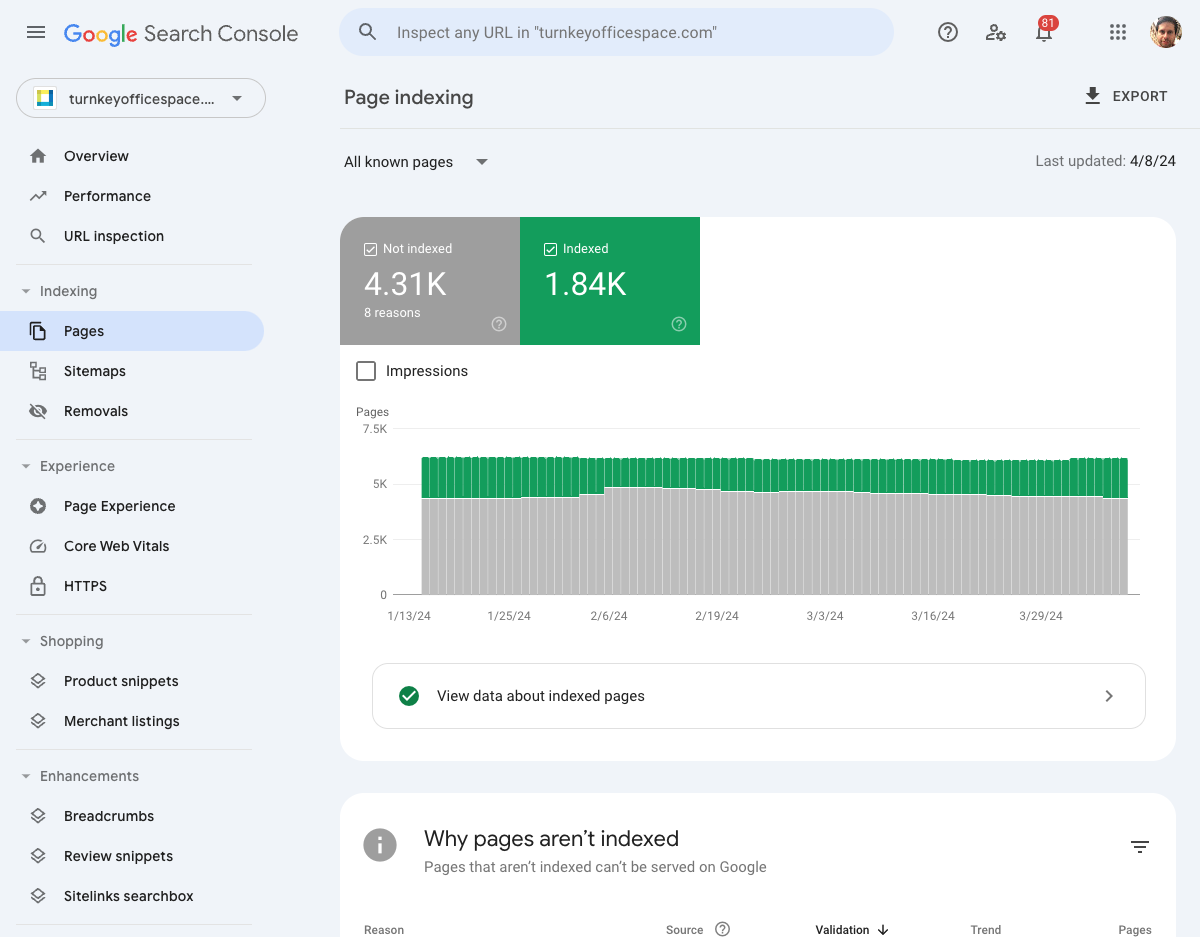 Google Search Console
Inspect any URL in "turnkeyofficespace.com"
81
turnkeyofficespace....
Page indexing
EXPORT
Overview
Performance
URL inspection
Indexing
Pages
Sitemaps
Removals
Experience
Page Experience
Core Web Vitals
HTTPS
Shopping
Product snippets
Merchant listings
Enhancements
Breadcrumbs
Review snippets
Sitelinks searchbox
All known pages
Last updated: 4/8/24
Not indexed
4.31K
8 reasons
Indexed
1.84K
Impressions
Pages
7.5K
5K
2.5K
0
1/13/24 1/25/24 2/6/24 2/19/24 3/3/24 3/16/24 3/29/24
View data about indexed pages
Why pages aren’t indexed
Pages that aren’t indexed can’t be served on Google
Reason Source Validation Trend Pages